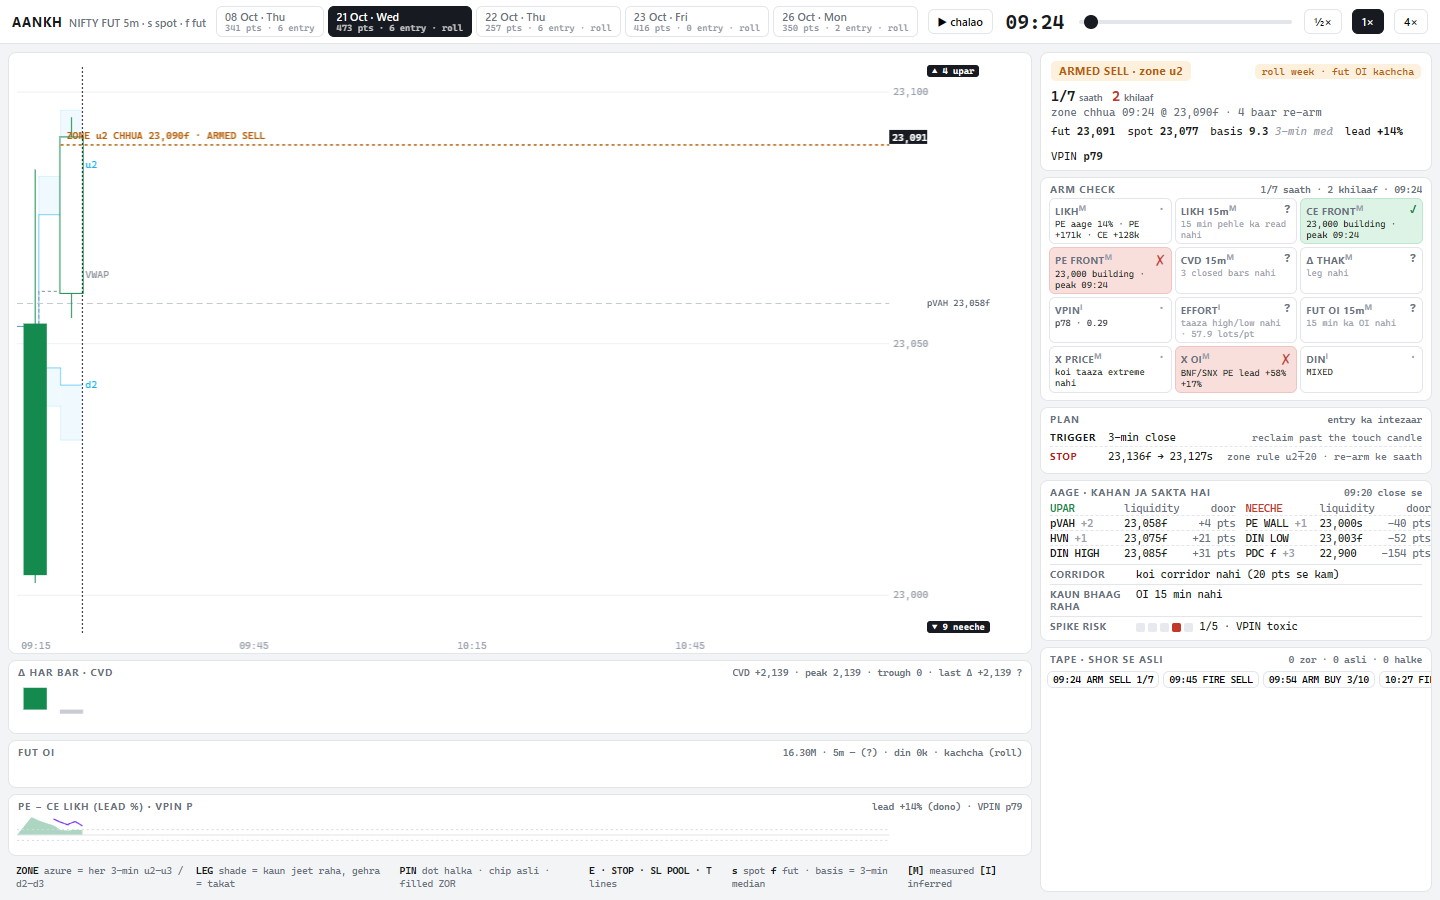 AANKH NIFTY FUT 5m · s spot · f fut
08 Oct · Thu
341 pts · 6 entry · roll
21 Oct · Wed
473 pts · 6 entry · roll
22 Oct · Thu
257 pts · 6 entry · roll
23 Oct · Fri
416 pts · 0 entry · roll
26 Oct · Mon
350 pts · 2 entry · roll
▶ chalao
09:24
½× 1× 4×
▲ 4 upar
23,100
ZONE u2 CHHUA 23,090f · ARMED SELL
23,091
u2
VWAP
pVAH 23,058f
23,050
d2
23,000
▼ 9 neeche
09:15 09:45 10:15 10:45
Δ HAR BAR · CVD
CVD +2,139 · peak 2,139 · trough 0 · last Δ +2,139 ?
FUT OI
16.30M · 5m — (?) · din 0k · kachcha (roll)
PE − CE LIKH (LEAD %) · VPIN P
lead +14% (dono) · VPIN p79
ZONE azure = her 3-min u2-u3 / d2-d3
LEG shade = kaun jeet raha, gehra = takat
PIN dot halka · chip asli · filled ZOR
E · STOP · SL POOL · T lines
s spot f fut · basis = 3-min median
[M] measured [I] inferred
ARMED SELL · zone u2
roll week · fut OI kachcha
1/7 saath 2 khilaaf
zone chhua 09:24 @ 23,090f · 4 baar re-arm
fut 23,091 spot 23,077 basis 9.3 3-min med lead +14%
VPIN p79
ARM CHECK
1/7 saath · 2 khilaaf · 09:24
LIKH M ·
PE aage 14% · PE +171k · CE +128k
LIKH 15m M ?
15 min pehle ka read nahi
CE FRONT M ✓
23,000 building · peak 09:24
PE FRONT M ✗
23,000 building · peak 09:24
CVD 15m M ?
3 closed bars nahi
Δ THAK M ?
leg nahi
VPIN I ·
p78 · 0.29
EFFORT I ?
taaza high/low nahi · 57.9 lots/pt
FUT OI 15m M ?
15 min ka OI nahi
X PRICE M ·
koi taaza extreme nahi
X OI M ✗
BNF/SNX PE lead +58% +17%
DIN I ·
MIXED
PLAN
entry ka intezaar
TRIGGER 3-min close reclaim past the touch candle
STOP 23,136f → 23,127s zone rule u2∓20 · re-arm ke saath
AAGE · KAHAN JA SAKTA HAI
09:20 close se
UPAR liquidity door NEECHE liquidity door
pVAH +2 23,058f +4 pts PE WALL +1 23,000s −40 pts
HVN +1 23,075f +21 pts DIN LOW 23,003f −52 pts
DIN HIGH 23,085f +31 pts PDC f +3 22,900 −154 pts
CORRIDOR koi corridor nahi (20 pts se kam)
KAUN BHAAG RAHA OI 15 min nahi
SPIKE RISK 1/5 · VPIN toxic
TAPE · SHOR SE ASLI
0 zor · 0 asli · 0 halke
09:24 ARM SELL 1/7 09:45 FIRE SELL 09:54 ARM BUY 3/10 10:27 FI